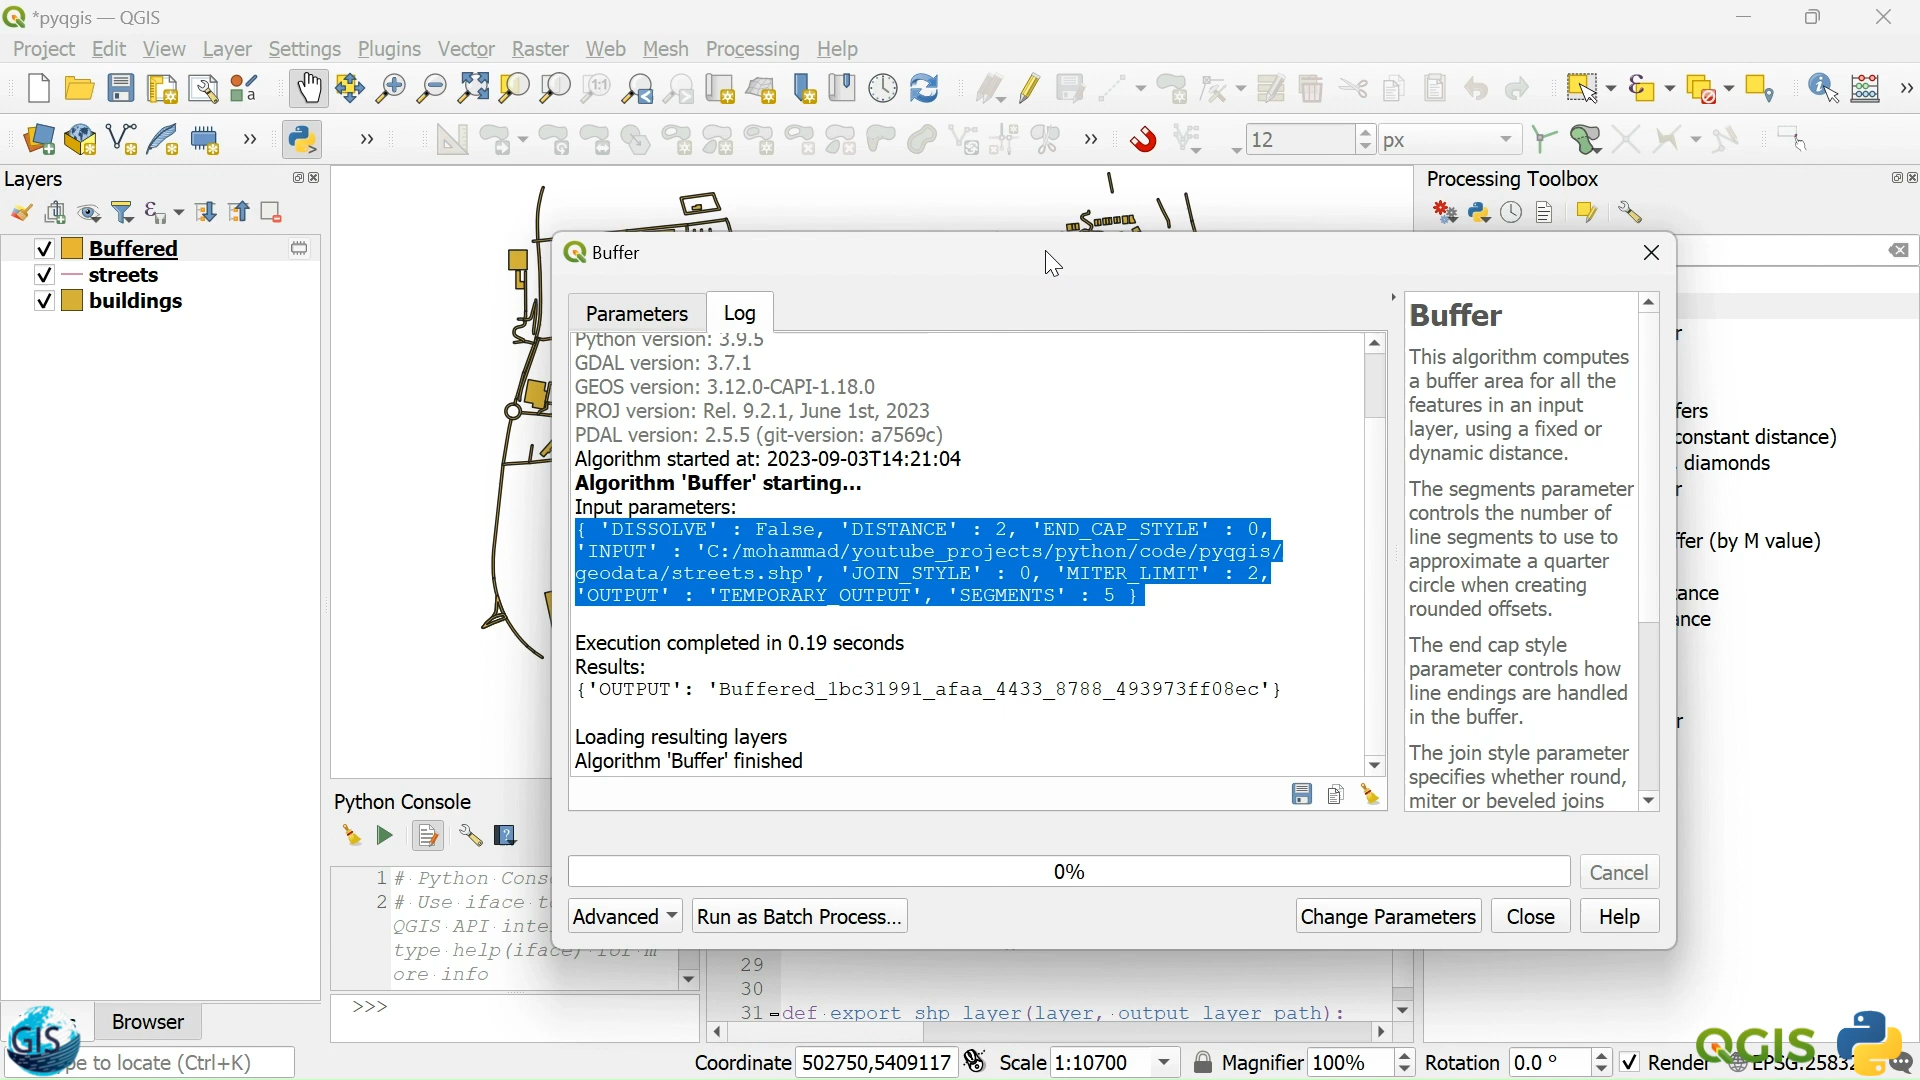 *pyqgis — QGIS
Project Edit View Layer Settings Plugins Vector Raster Web Mesh Processing Help
12 px
Layers
Processing Toolbox
Buffered
streets
buildings
Buffer
Parameters Log
Python version: 3.9.5
GDAL version: 3.7.1
GEOS version: 3.12.0-CAPI-1.18.0
PROJ version: Rel. 9.2.1, June 1st, 2023
PDAL version: 2.5.5 (git-version: a7569c)
Algorithm started at: 2023-09-03T14:21:04
Algorithm 'Buffer' starting...
Input parameters:
{ 'DISSOLVE' : False, 'DISTANCE' : 2, 'END_CAP_STYLE' : 0,
'INPUT' : 'C:/mohammad/youtube_projects/python/code/pyqgis/
geodata/streets.shp', 'JOIN_STYLE' : 0, 'MITER_LIMIT' : 2,
'OUTPUT' : 'TEMPORARY_OUTPUT', 'SEGMENTS' : 5 }
Execution completed in 0.19 seconds
Results:
{'OUTPUT': 'Buffered_1bc31991_afaa_4433_8788_493973ff08ec'}
Loading resulting layers
Algorithm 'Buffer' finished
Buffer
This algorithm computes
a buffer area for all the
features in an input
layer, using a fixed or
dynamic distance.
The segments parameter
controls the number of
line segments to use to
approximate a quarter
circle when creating
rounded offsets.
The end cap style
parameter controls how
line endings are handled
in the buffer.
The join style parameter
specifies whether round,
miter or beveled joins
r
fers
constant distance)
diamonds
r
fer (by M value)
ance
nce
r
0% Cancel
Advanced Run as Batch Process... Change Parameters Close Help
Python Console
1 # Python Cons
2 # Use iface t
QGIS API inte
type help(iface) for m
ore info
>>>
29
30
31 def export_shp_layer(layer, output_layer_path):
Browser
GIS
pe to locate (Ctrl+K)
Coordinate 502750,5409117 Scale 1:10700 Magnifier 100% Rotation 0.0 ° Render EPSG:25832
QGIS